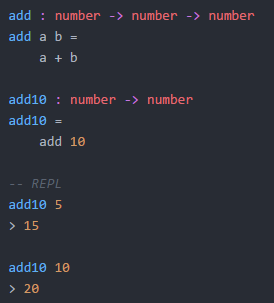 add : number -> number -> number
add a b =
    a + b
add10 : number -> number
add10 =
    add 10
-- REPL
add10 5
> 15
add10 10
> 20